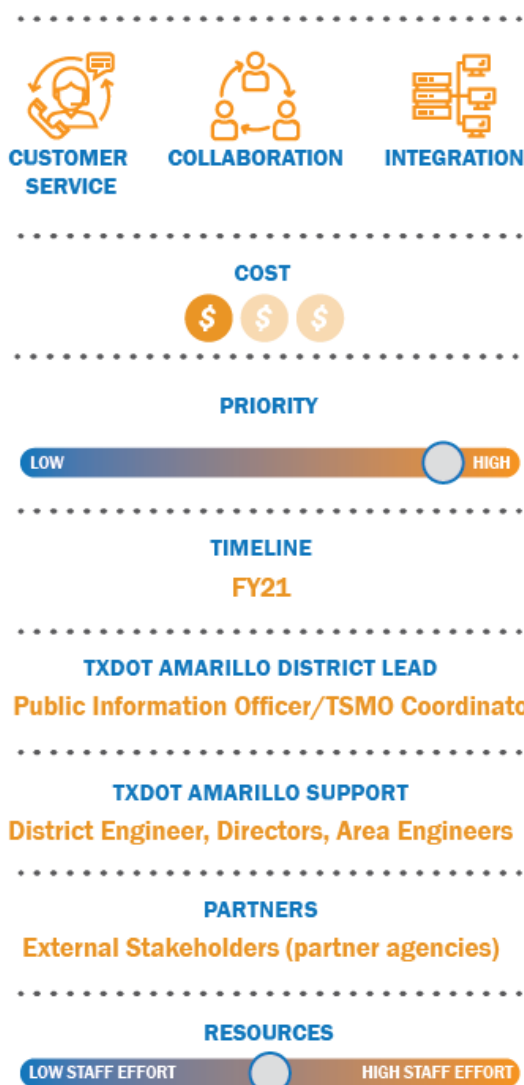 CUSTOMER SERVICE
COLLABORATION
INTEGRATION
COST
$ $ $
PRIORITY
LOW HIGH
TIMELINE
FY21
TXDOT AMARILLO DISTRICT LEAD
Public Information Officer/TSMO Coordinato
TXDOT AMARILLO SUPPORT
District Engineer, Directors, Area Engineers
PARTNERS
External Stakeholders (partner agencies)
RESOURCES
LOW STAFF EFFORT HIGH STAFF EFFORT